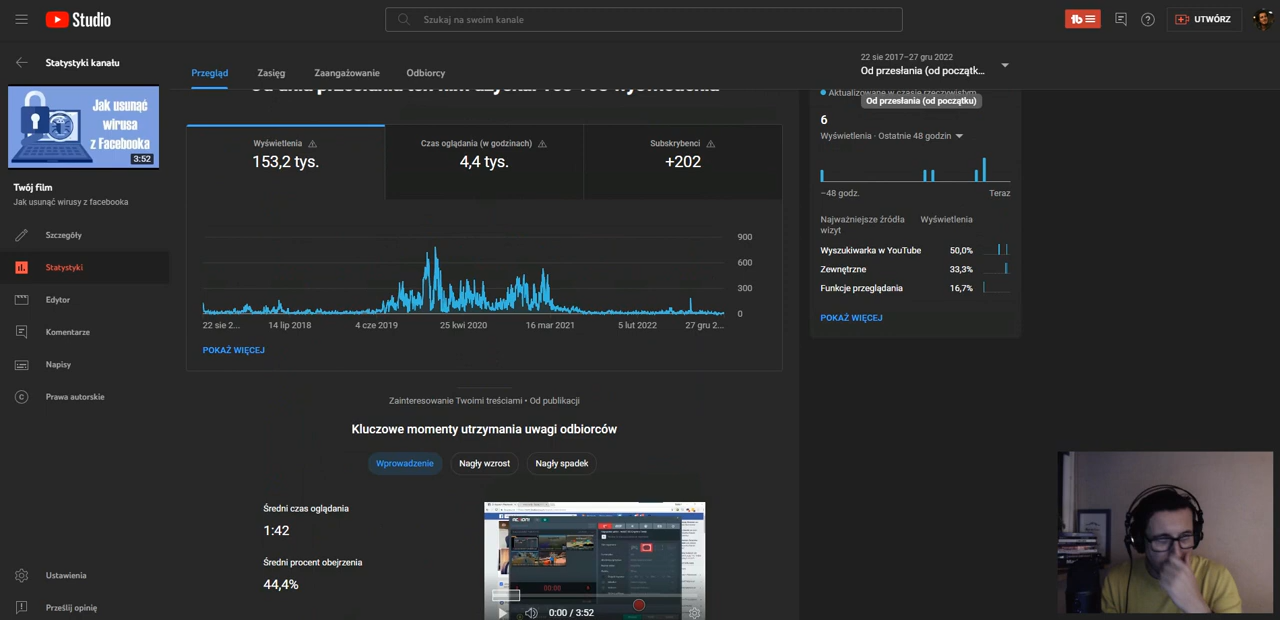 Studio
Szukaj na swoim kanale
UTWÓRZ
Statystyki kanału
Przegląd
Zasięg
Zaangażowanie
Odbiorcy
22 sie 2017–27 gru 2022
Od przesłania (od początk...
Jak usunąć
wirusa
z Facebooka
3:52
Twój film
Jak usunąć wirusy z facebooka
Szczegóły
Statystyki
Edytor
Komentarze
Napisy
Prawa autorskie
Ustawienia
Prześlij opinię
Wyświetlenia
153,2 tys.
Czas oglądania (w godzinach)
4,4 tys.
Subskrybenci
+202
900
600
300
0
22 sie 2...
14 lip 2018
4 cze 2019
25 kwi 2020
16 mar 2021
5 lut 2022
27 gru 2...
POKAŻ WIĘCEJ
Zainteresowanie Twoimi treściami • Od publikacji
Kluczowe momenty utrzymania uwagi odbiorców
Wprowadzenie
Nagły wzrost
Nagły spadek
Średni czas oglądania
1:42
Średni procent obejrzenia
44,4%
0:00 / 3:52
Aktualizowane w czasie rzeczywistym
Od przesłania (od początku)
6
Wyświetlenia · Ostatnie 48 godzin
−48 godz.
Teraz
Najważniejsze źródła wizyt
Wyświetlenia
Wyszukiwarka w YouTube 50,0%
Zewnętrzne 33,3%
Funkcje przeglądania 16,7%
POKAŻ WIĘCEJ